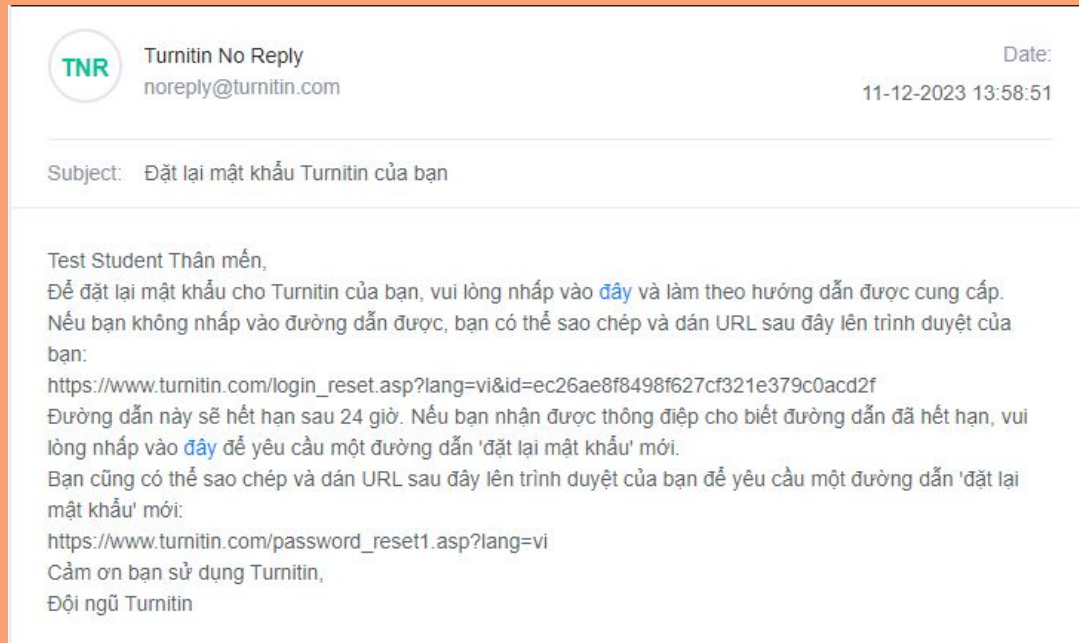 TNR
Turnitin No Reply
noreply@turnitin.com
Date:
11-12-2023 13:58:51
Subject: Đặt lại mật khẩu Turnitin của bạn
Test Student Thân mến,
Để đặt lại mật khẩu cho Turnitin của bạn, vui lòng nhấp vào đây và làm theo hướng dẫn được cung cấp.
Nếu bạn không nhấp vào đường dẫn được, bạn có thể sao chép và dán URL sau đây lên trình duyệt của
bạn:
https://www.turnitin.com/login_reset.asp?lang=vi&id=ec26ae8f8498f627cf321e379c0acd2f
Đường dẫn này sẽ hết hạn sau 24 giờ. Nếu bạn nhận được thông điệp cho biết đường dẫn đã hết hạn, vui
lòng nhấp vào đây để yêu cầu một đường dẫn 'đặt lại mật khẩu' mới.
Bạn cũng có thể sao chép và dán URL sau đây lên trình duyệt của bạn để yêu cầu một đường dẫn 'đặt lại
mật khẩu' mới:
https://www.turnitin.com/password_reset1.asp?lang=vi
Cảm ơn bạn sử dụng Turnitin,
Đội ngũ Turnitin